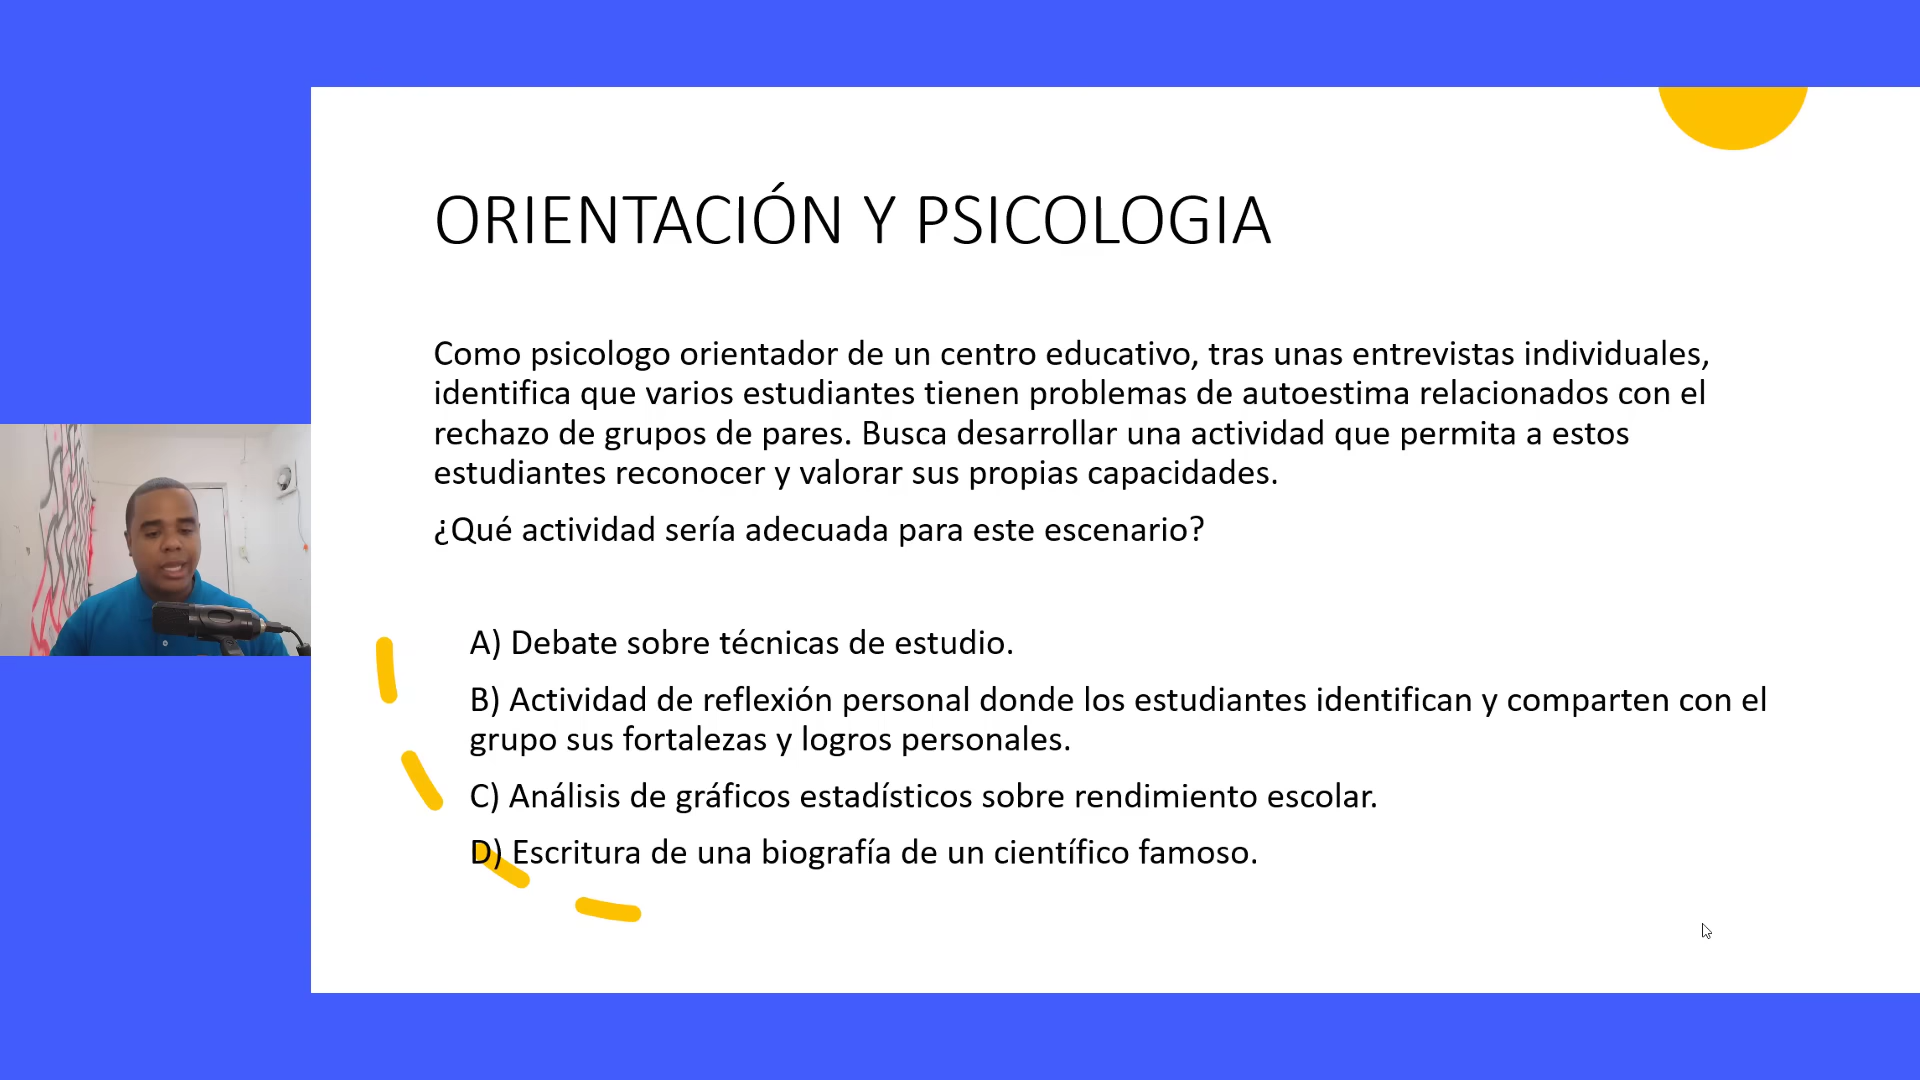 ORIENTACIÓN Y PSICOLOGIA
Como psicologo orientador de un centro educativo, tras unas entrevistas individuales,
identifica que varios estudiantes tienen problemas de autoestima relacionados con el
rechazo de grupos de pares. Busca desarrollar una actividad que permita a estos
estudiantes reconocer y valorar sus propias capacidades.
¿Qué actividad sería adecuada para este escenario?
A) Debate sobre técnicas de estudio.
B) Actividad de reflexión personal donde los estudiantes identifican y comparten con el
grupo sus fortalezas y logros personales.
C) Análisis de gráficos estadísticos sobre rendimiento escolar.
D) Escritura de una biografía de un científico famoso.